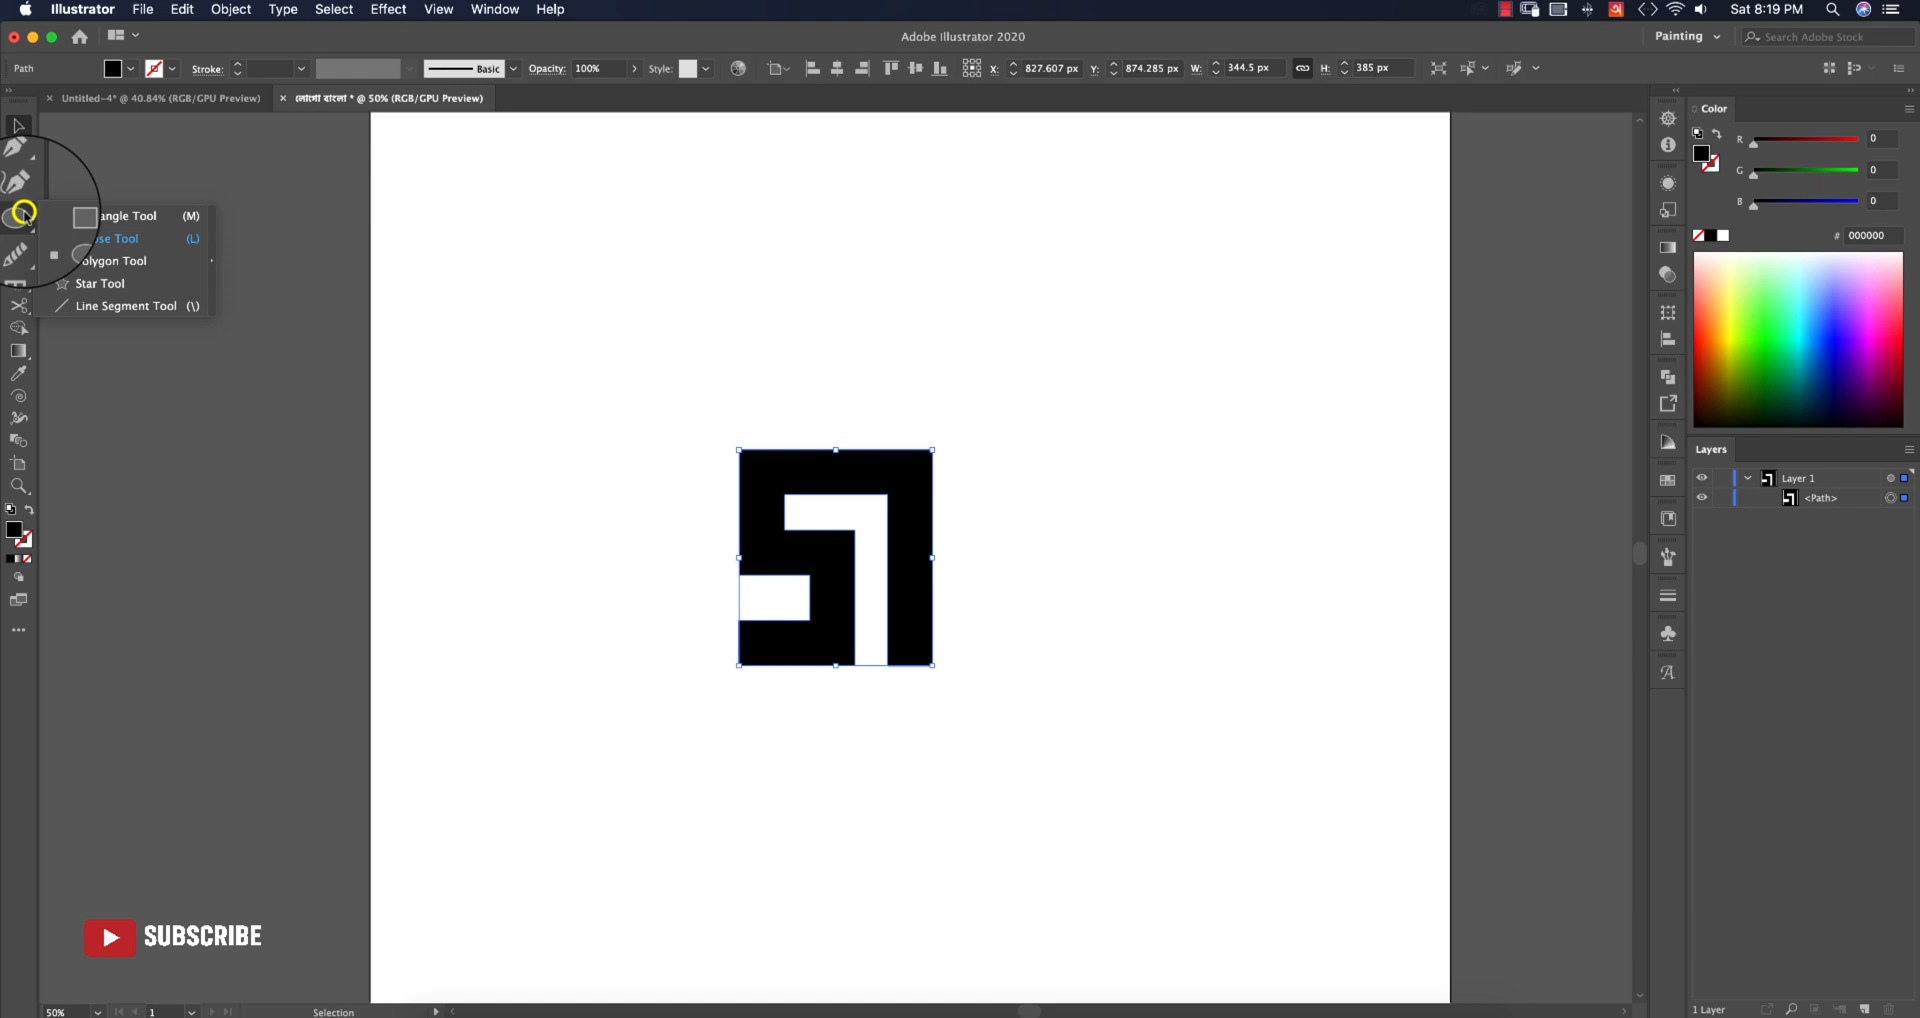 Illustrator File Edit Object Type Select Effect View Window Help
Sat 8:19 PM
Adobe Illustrator 2020
Painting
Search Adobe Stock
Path
Stroke:
Basic
Opacity: 100%
Style:
X: 827.607 px
Y: 874.285 px
W: 344.5 px
H: 385 px
Untitled-4* @ 40.84% (RGB/GPU Preview)
লোগো বাংলা * @ 50% (RGB/GPU Preview)
Color
R 0
G 0
B 0
# 000000
angle Tool (M)
se Tool (L)
olygon Tool
Star Tool
Line Segment Tool (\)
Layers
Layer 1
<Path>
SUBSCRIBE
50%
1
Selection
1 Layer